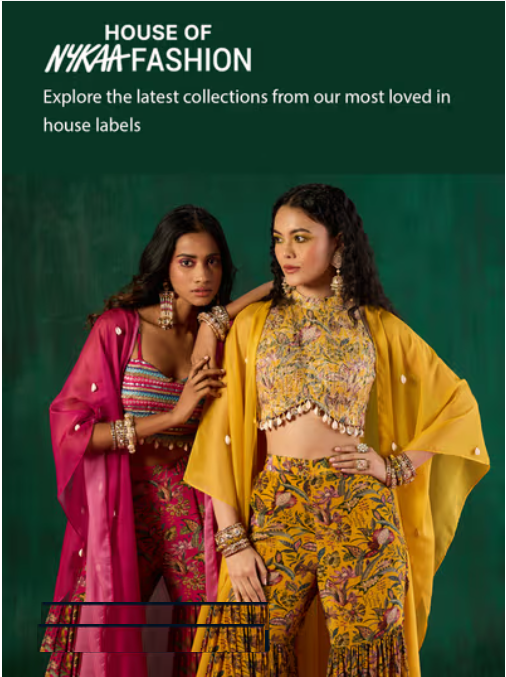 HOUSE OF
NYKAA FASHION
Explore the latest collections from our most loved in
house labels